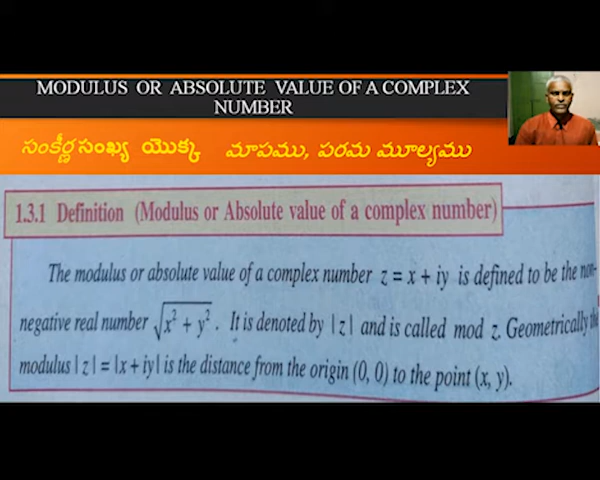 MODULUS OR ABSOLUTE VALUE OF A COMPLEX
NUMBER
సంకీర్ణ సంఖ్య యొక్క మాపము, పరమ మూల్యము
1.3.1 Definition (Modulus or Absolute value of a complex number)
The modulus or absolute value of a complex number z = x + iy is defined to be the non-
negative real number √(x² + y²) . It is denoted by |z| and is called mod z. Geometrically the
modulus |z| = |x + iy| is the distance from the origin (0, 0) to the point (x, y).